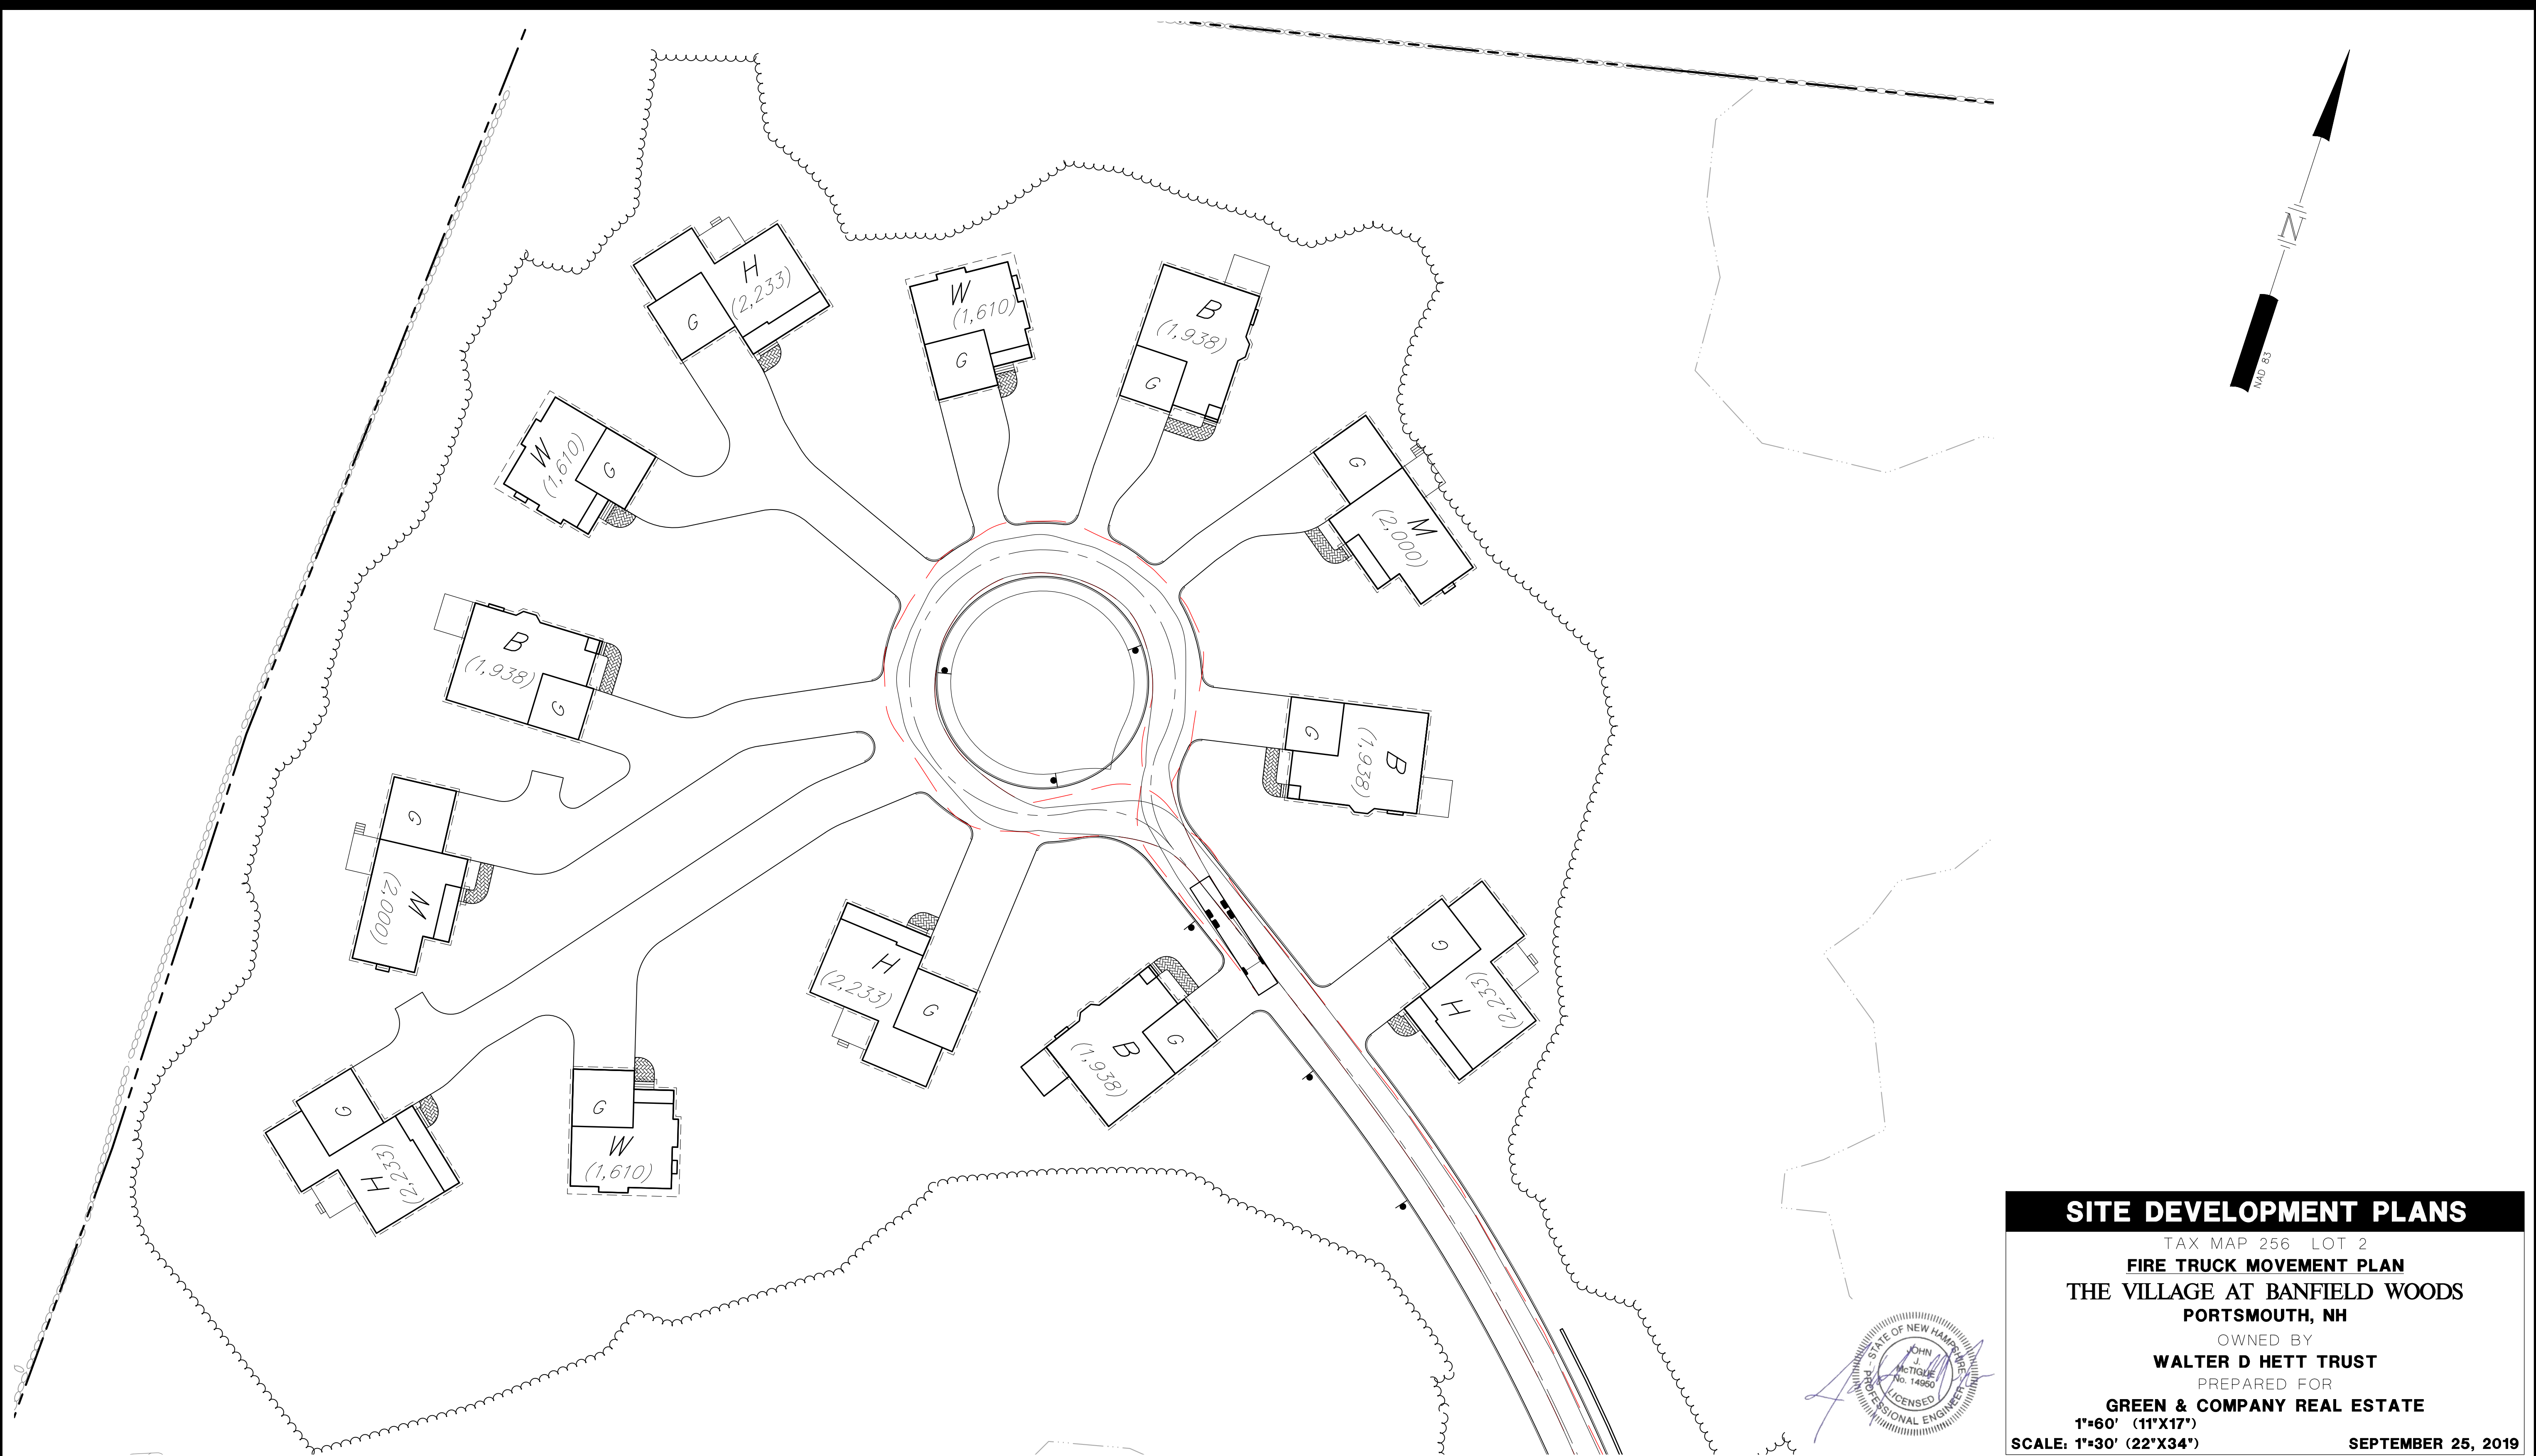 H
(2,233)
G
W
(1,610)
G
B
(1,938)
G
N
NAD 83
W
(1,610)
G
G
M
(2,000)
B
(1,938)
G
G
B
(1,938)
G
M
(2,000)
H
(2,233)
G
G
H
(2,233)
B
(1,938)
G
G
H
(2,233)
G
W
(1,610)
SITE DEVELOPMENT PLANS
TAX MAP 256 LOT 2
FIRE TRUCK MOVEMENT PLAN
THE VILLAGE AT BANFIELD WOODS
PORTSMOUTH, NH
OWNED BY
WALTER D HETT TRUST
PREPARED FOR
GREEN & COMPANY REAL ESTATE
1"=60' (11"X17")
SCALE: 1"=30' (22"X34")
SEPTEMBER 25, 2019
STATE OF NEW HAMPSHIRE
JOHN
J.
McTIGUE
No. 14950
LICENSED
PROFESSIONAL ENGINEER